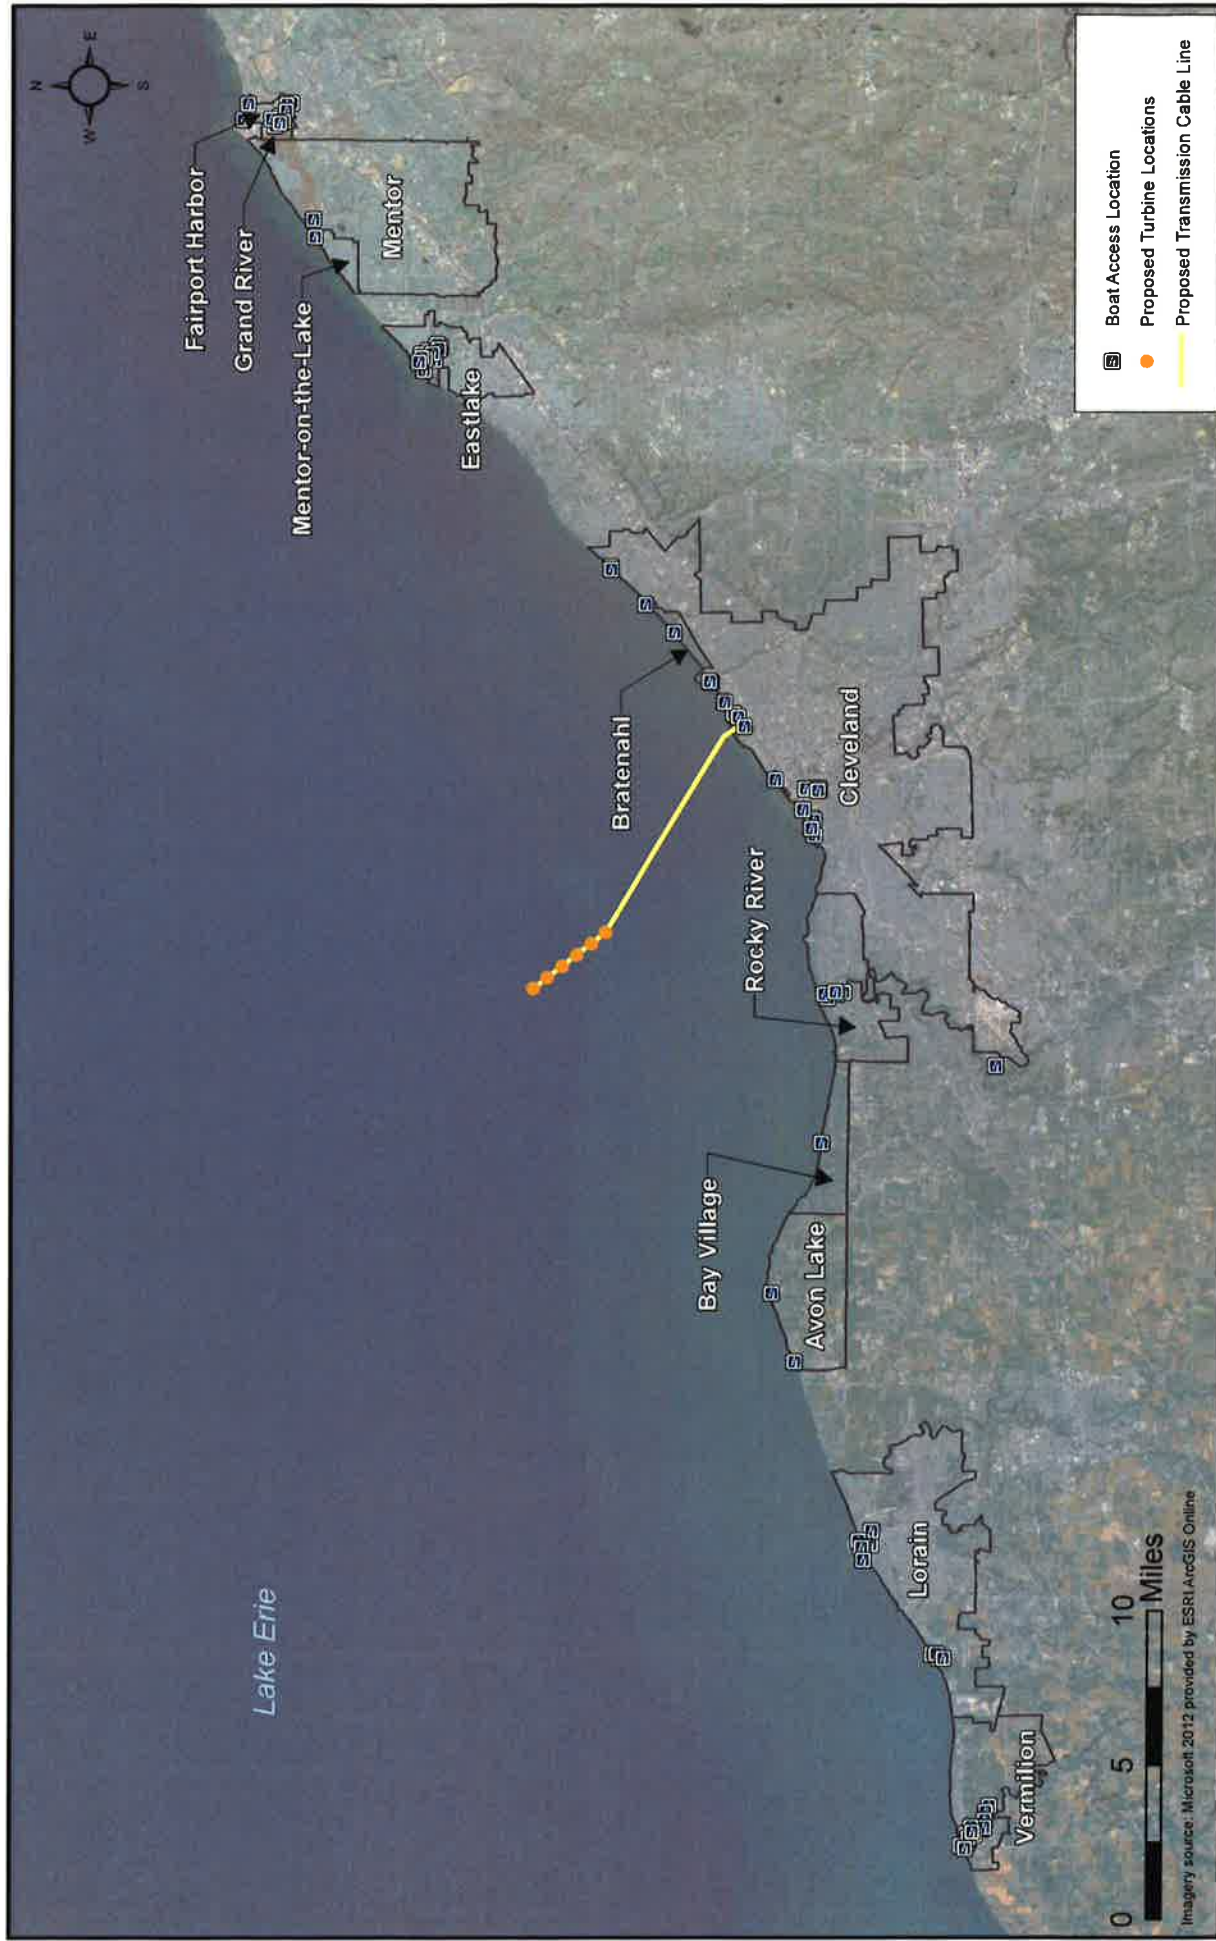 N
W
E
S
Fairport Harbor
Grand River
Mentor-on-the-Lake
Mentor
Eastlake
Bratenahl
Cleveland
Rocky River
Bay Village
Avon Lake
Lorain
Vermilion
Lake Erie
0 5 10
Miles
Imagery source: Microsoft 2012 provided by ESRI ArcGIS Online
Boat Access Location
Proposed Turbine Locations
Proposed Transmission Cable Line